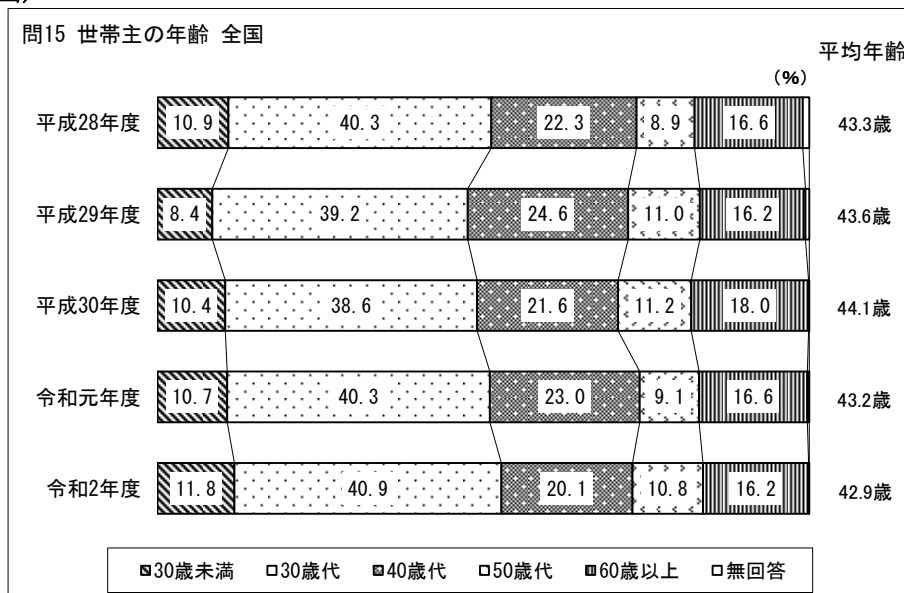 問15 世帯主の年齢 全国
平均年齢
(%)
平成28年度 10.9 40.3 22.3 8.9 16.6 43.3歳
平成29年度 8.4 39.2 24.6 11.0 16.2 43.6歳
平成30年度 10.4 38.6 21.6 11.2 18.0 44.1歳
令和元年度 10.7 40.3 23.0 9.1 16.6 43.2歳
令和2年度 11.8 40.9 20.1 10.8 16.2 42.9歳
30歳未満 30歳代 40歳代 50歳代 60歳以上 無回答